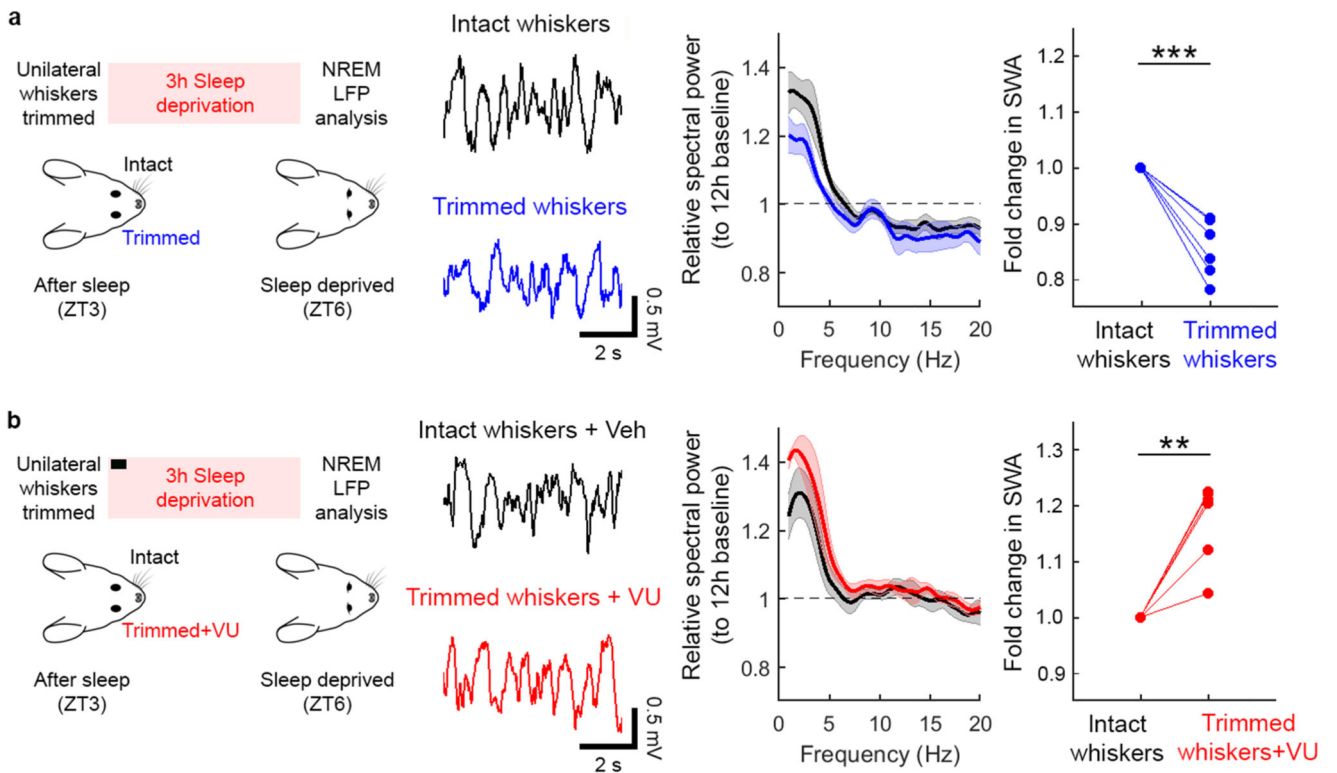 a
Unilateral
whiskers
trimmed
3h Sleep
deprivation
NREM
LFP
analysis
Intact
Trimmed
After sleep
(ZT3)
Sleep deprived
(ZT6)
Intact whiskers
Trimmed whiskers
0.5 mV
2 s
Relative spectral power
(to 12h baseline)
1.4
1.2
1
0.8
0
5
10
15
20
Frequency (Hz)
Fold change in SWA
1.2
1.0
0.9
0.8
***
Intact
whiskers
Trimmed
whiskers
b
Unilateral
whiskers
trimmed
3h Sleep
deprivation
NREM
LFP
analysis
Intact
Trimmed+VU
After sleep
(ZT3)
Sleep deprived
(ZT6)
Intact whiskers + Veh
Trimmed whiskers + VU
0.5 mV
2 s
Relative spectral power
(to 12h baseline)
1.4
1.2
1
0.8
0
5
10
15
20
Frequency (Hz)
Fold change in SWA
1.3
1.2
1.1
1.0
0.9
**
Intact
whiskers
Trimmed
whiskers+VU